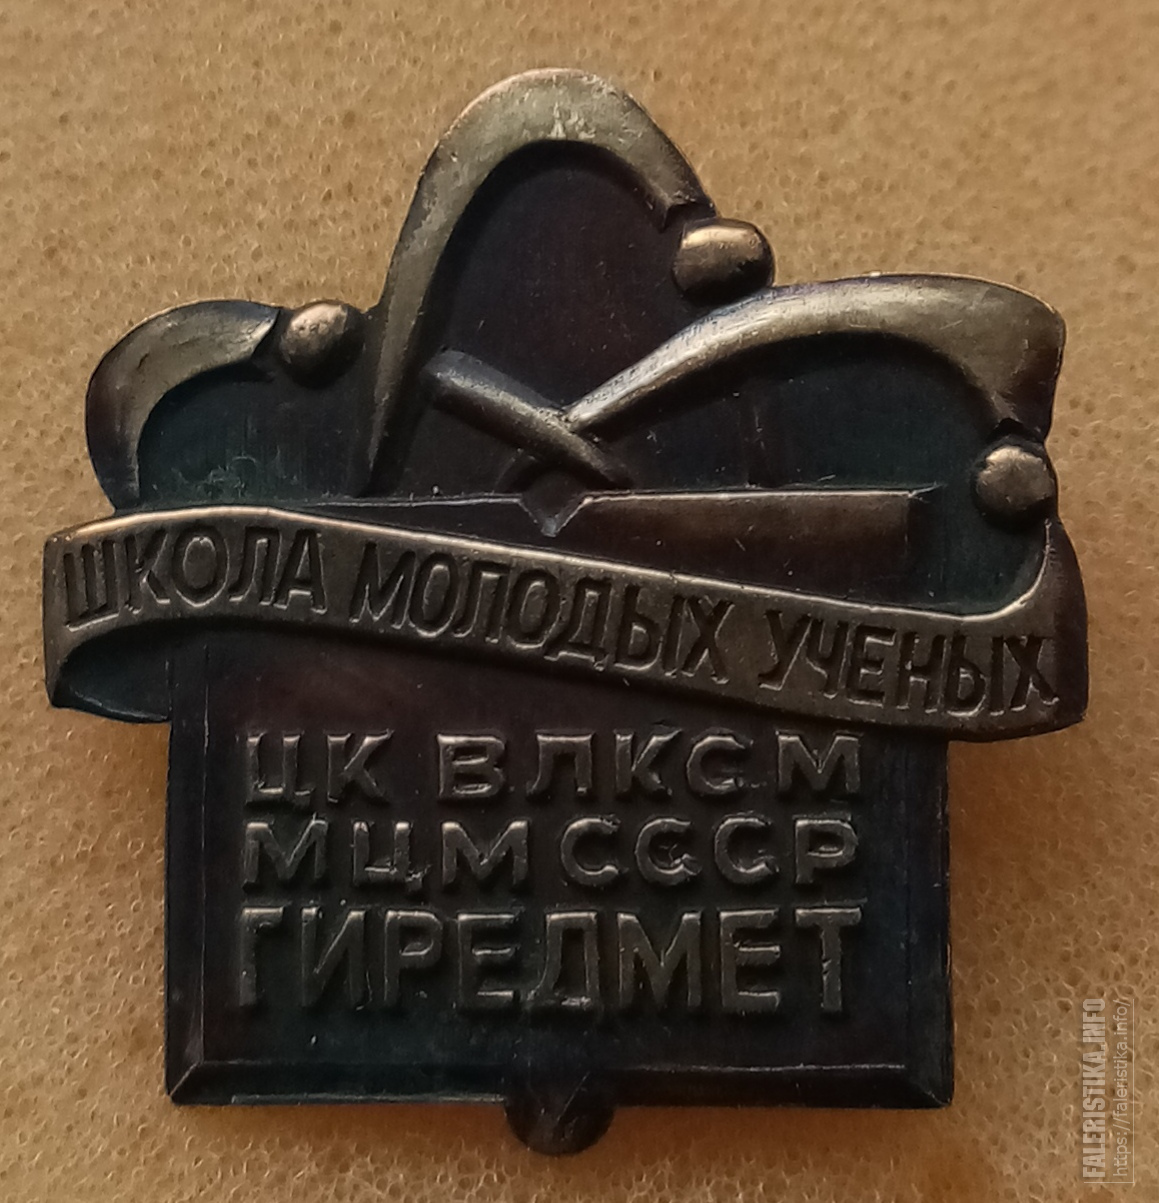 ШКОЛА МОЛОДЫХ УЧЕНЫХ
ЦК ВЛКСМ
МЦМ СССР
ГИРЕДМЕТ
FALERISTIKA.INFO
https://faleristika.info//